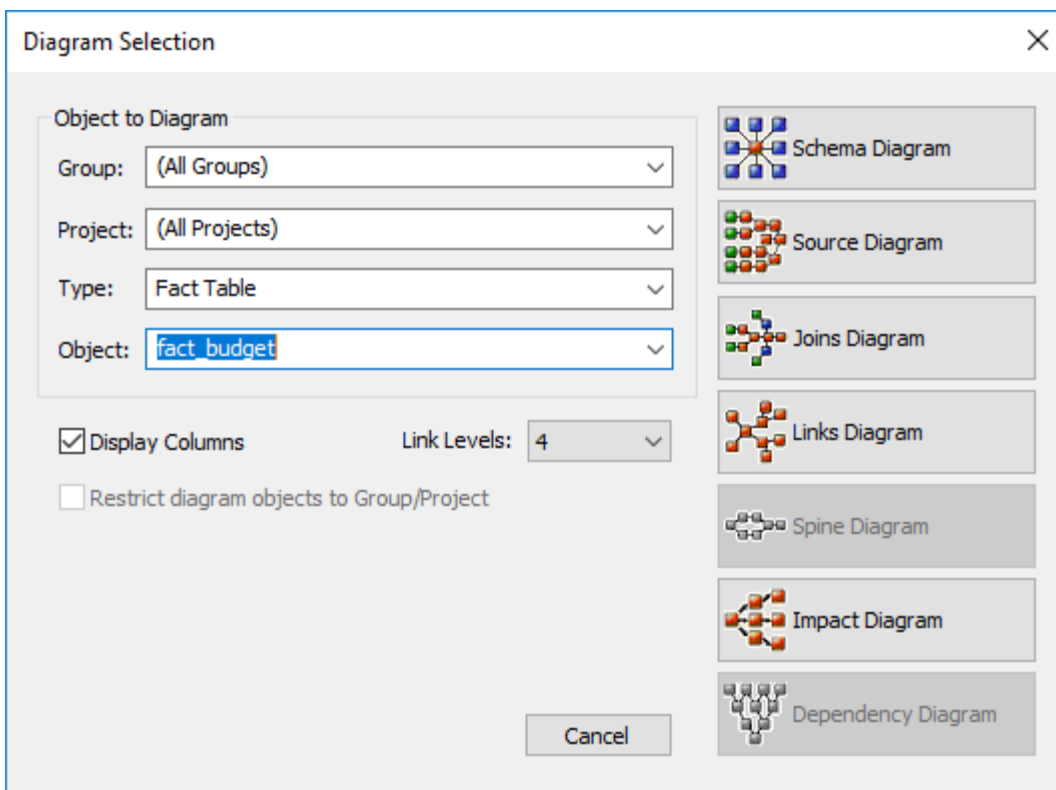 Diagram Selection
Object to Diagram
Group: (All Groups)
Project: (All Projects)
Type: Fact Table
Object: fact_budget
Display Columns
Link Levels: 4
Restrict diagram objects to Group/Project
Cancel
Schema Diagram
Source Diagram
Joins Diagram
Links Diagram
Spine Diagram
Impact Diagram
Dependency Diagram